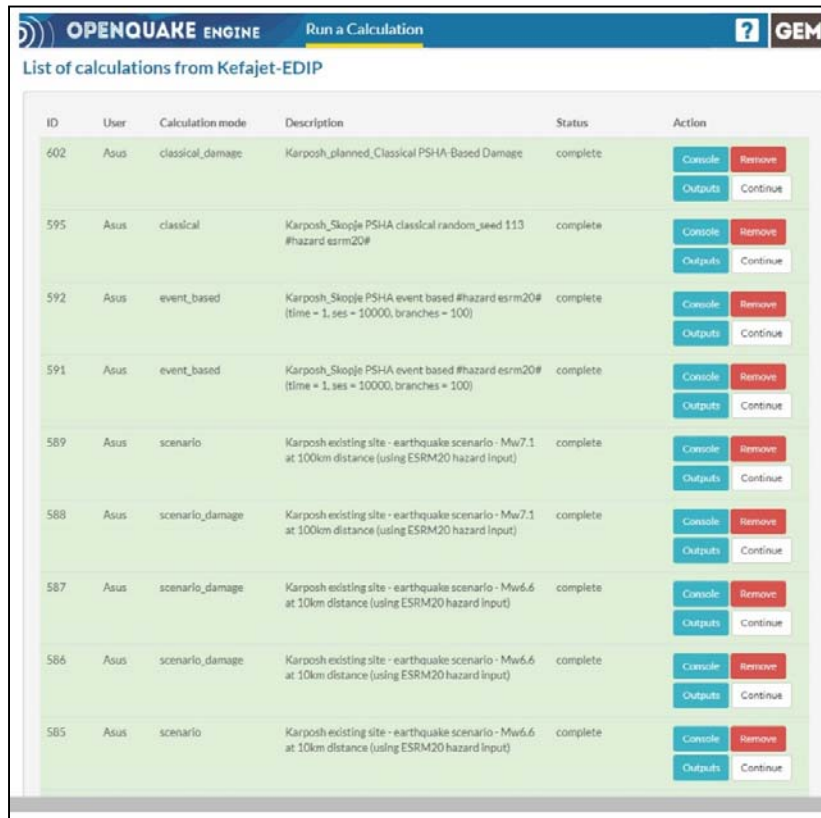 OPENQUAKE ENGINE Run a Calculation ? GEM
List of calculations from Kefajet-EDIP
ID User Calculation mode Description Status Action
602 Asus classical_damage Karposh_planned_Classical PSHA-Based Damage complete Console Remove
Outputs Continue
595 Asus classical Karposh_Skopje PSHA classical random_seed 113 complete Console Remove
#hazard esrm20#
Outputs Continue
592 Asus event_based Karposh_Skopje PSHA event based #hazard esrm20# complete Console Remove
(time = 1, ses = 10000, branches = 100)
Outputs Continue
591 Asus event_based Karposh_Skopje PSHA event based #hazard esrm20# complete Console Remove
(time = 1, ses = 10000, branches = 100)
Outputs Continue
589 Asus scenario Karposh existing site - earthquake scenario - Mw7.1 complete Console Remove
at 100km distance (using ESRM20 hazard input)
Outputs Continue
588 Asus scenario_damage Karposh existing site - earthquake scenario - Mw7.1 complete Console Remove
at 100km distance (using ESRM20 hazard input)
Outputs Continue
587 Asus scenario_damage Karposh existing site - earthquake scenario - Mw6.6 complete Console Remove
at 10km distance (using ESRM20 hazard input)
Outputs Continue
586 Asus scenario_damage Karposh existing site - earthquake scenario - Mw6.6 complete Console Remove
at 10km distance (using ESRM20 hazard input)
Outputs Continue
585 Asus scenario Karposh existing site - earthquake scenario - Mw6.6 complete Console Remove
at 10km distance (using ESRM20 hazard input)
Outputs Continue